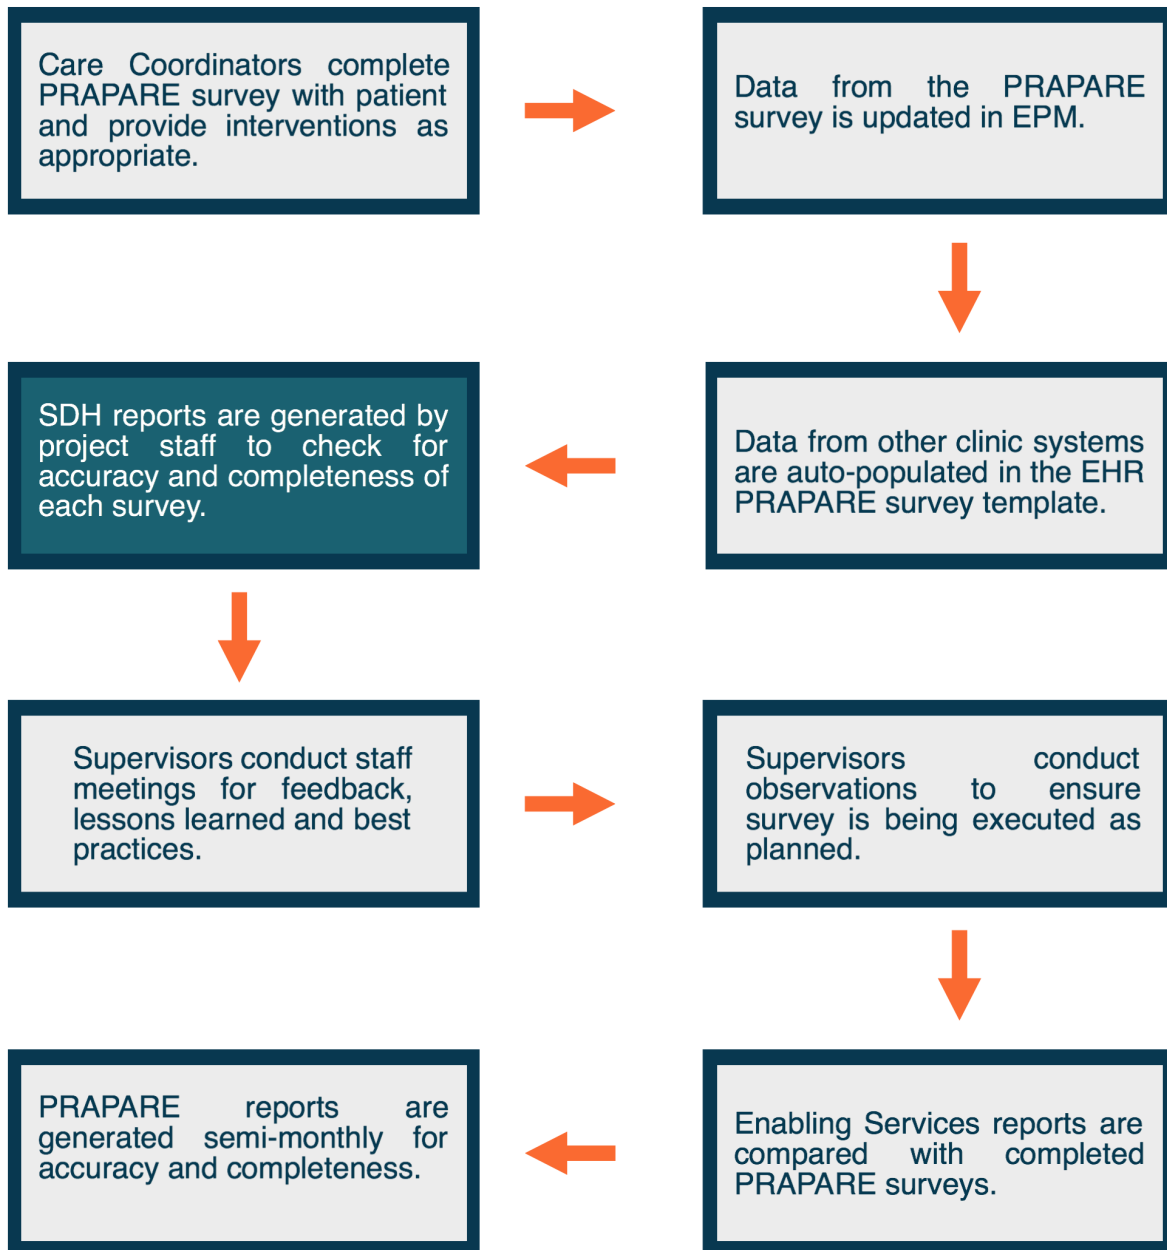 Care Coordinators complete
PRAPARE survey with patient
and provide interventions as
appropriate.
Data from the PRAPARE
survey is updated in EPM.
Data from other clinic systems
are auto-populated in the EHR
PRAPARE survey template.
SDH reports are generated by
project staff to check for
accuracy and completeness of
each survey.
Supervisors conduct staff
meetings for feedback,
lessons learned and best
practices.
Supervisors conduct
observations to ensure
survey is being executed as
planned.
Enabling Services reports are
compared with completed
PRAPARE surveys.
PRAPARE reports are
generated semi-monthly for
accuracy and completeness.